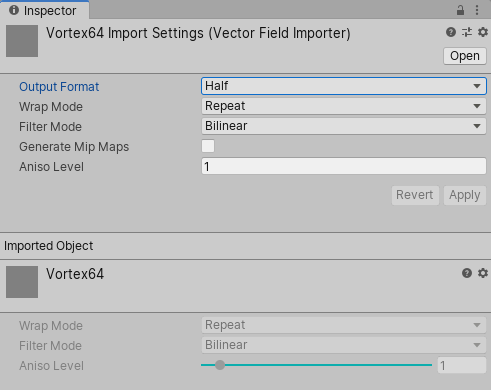 Inspector
Vortex64 Import Settings (Vector Field Importer)
Open
Output Format Half
Wrap Mode Repeat
Filter Mode Bilinear
Generate Mip Maps
Aniso Level 1
Revert Apply
Imported Object
Vortex64
Wrap Mode Repeat
Filter Mode Bilinear
Aniso Level 1